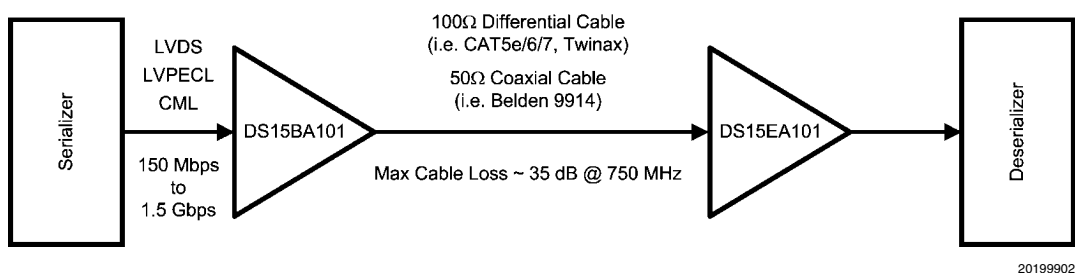 Serializer
LVDS
LVPECL
CML
150 Mbps
to
1.5 Gbps
DS15BA101
100Ω Differential Cable
(i.e. CAT5e/6/7, Twinax)
50Ω Coaxial Cable
(i.e. Belden 9914)
Max Cable Loss ~ 35 dB @ 750 MHz
DS15EA101
Deserializer
20199902